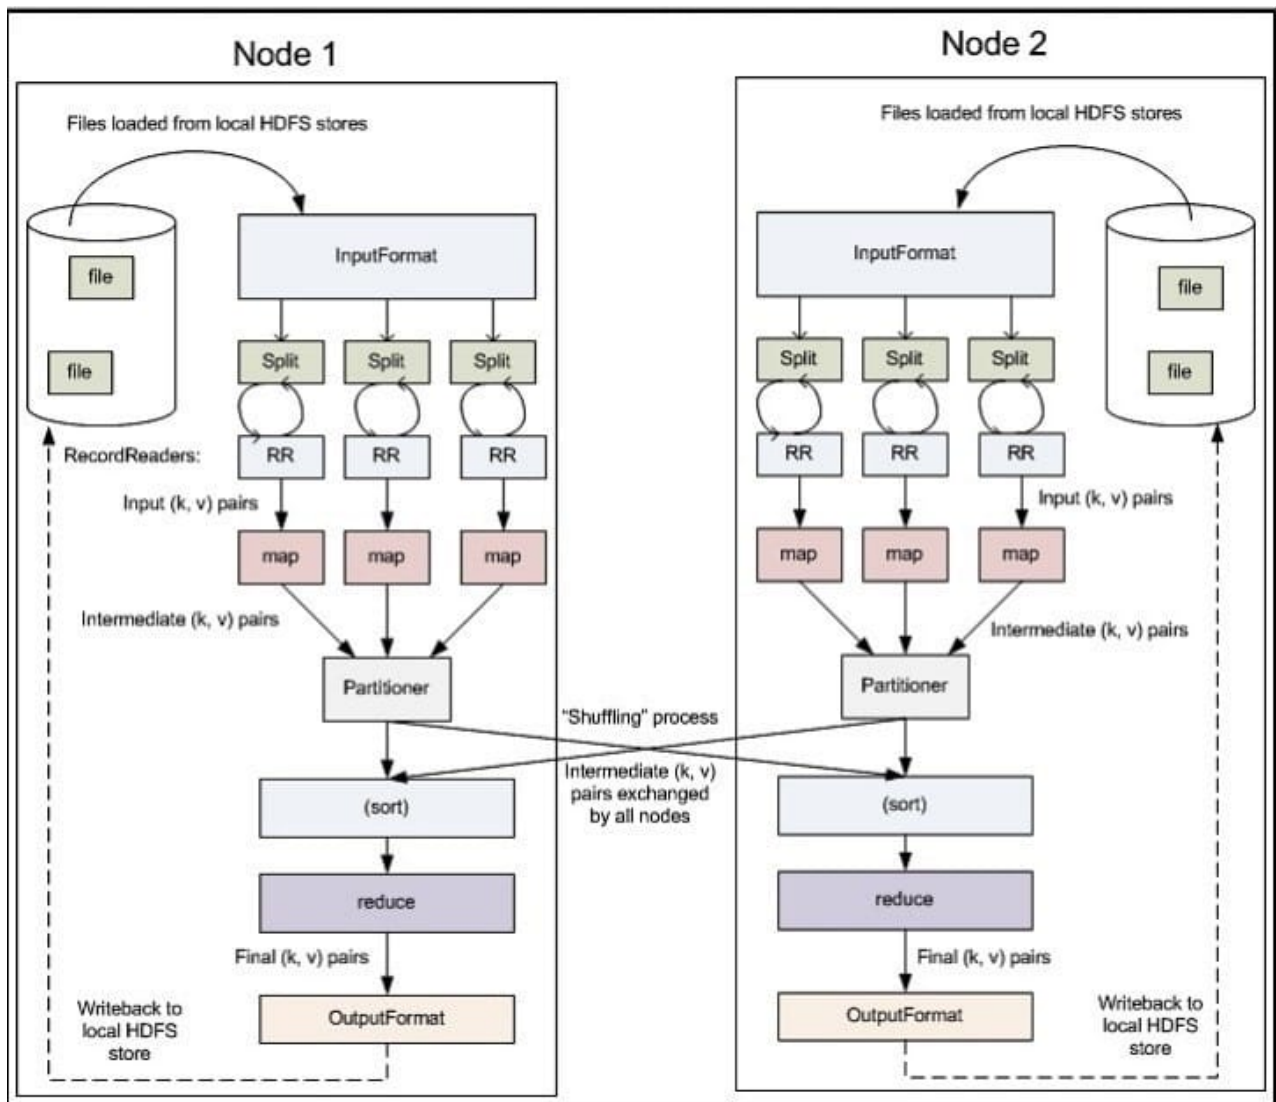 Node 1
Files loaded from local HDFS stores
InputFormat
file
file
Split
Split
Split
RecordReaders:
RR
RR
RR
Input (k, v) pairs
map
map
map
Intermediate (k, v) pairs
Partitioner
(sort)
reduce
Final (k, v) pairs
OutputFormat
Writeback to
local HDFS
store
"Shuffling" process
Intermediate (k, v)
pairs exchanged
by all nodes
Node 2
Files loaded from local HDFS stores
InputFormat
file
file
Split
Split
Split
RR
RR
RR
Input (k, v) pairs
map
map
map
Intermediate (k, v) pairs
Partitioner
(sort)
reduce
Final (k, v) pairs
OutputFormat
Writeback to
local HDFS
store